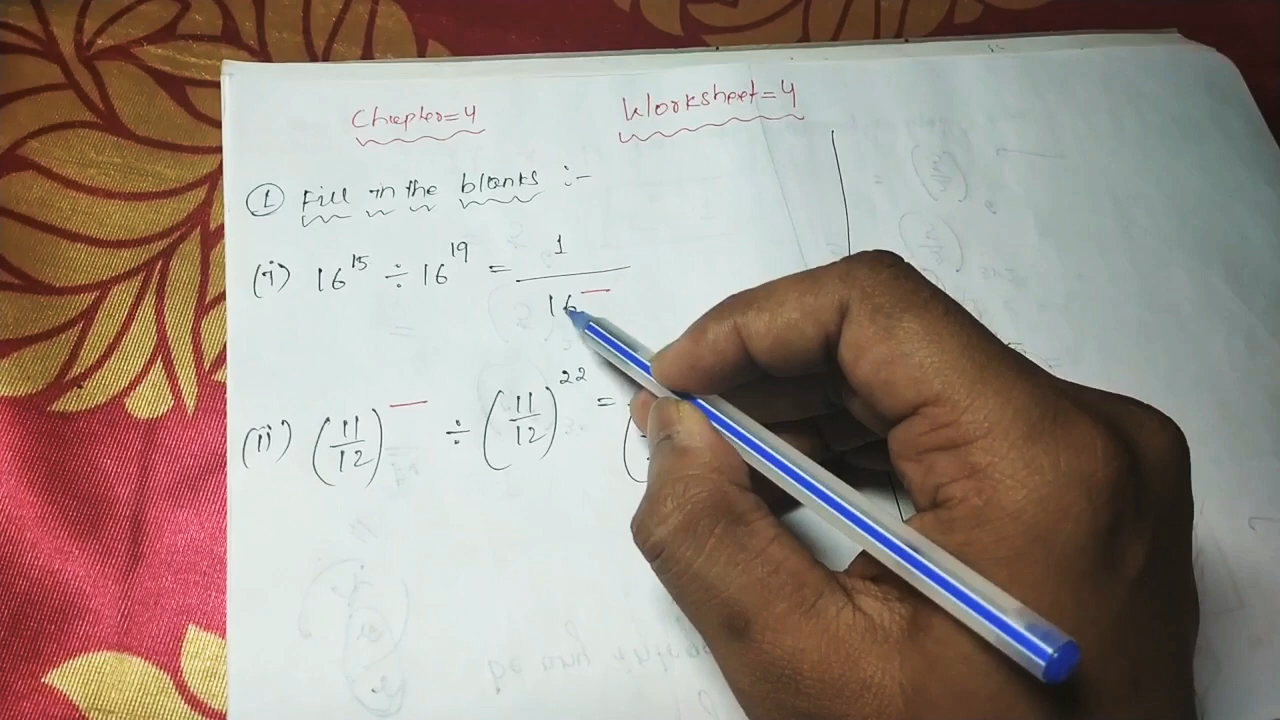 Chapter=4
Worksheet=4
① Fill in the blanks :-
(i) 16^15 ÷ 16^19 = 1/16^—
(ii) (11/12)^— ÷ (11/12)^22 = (